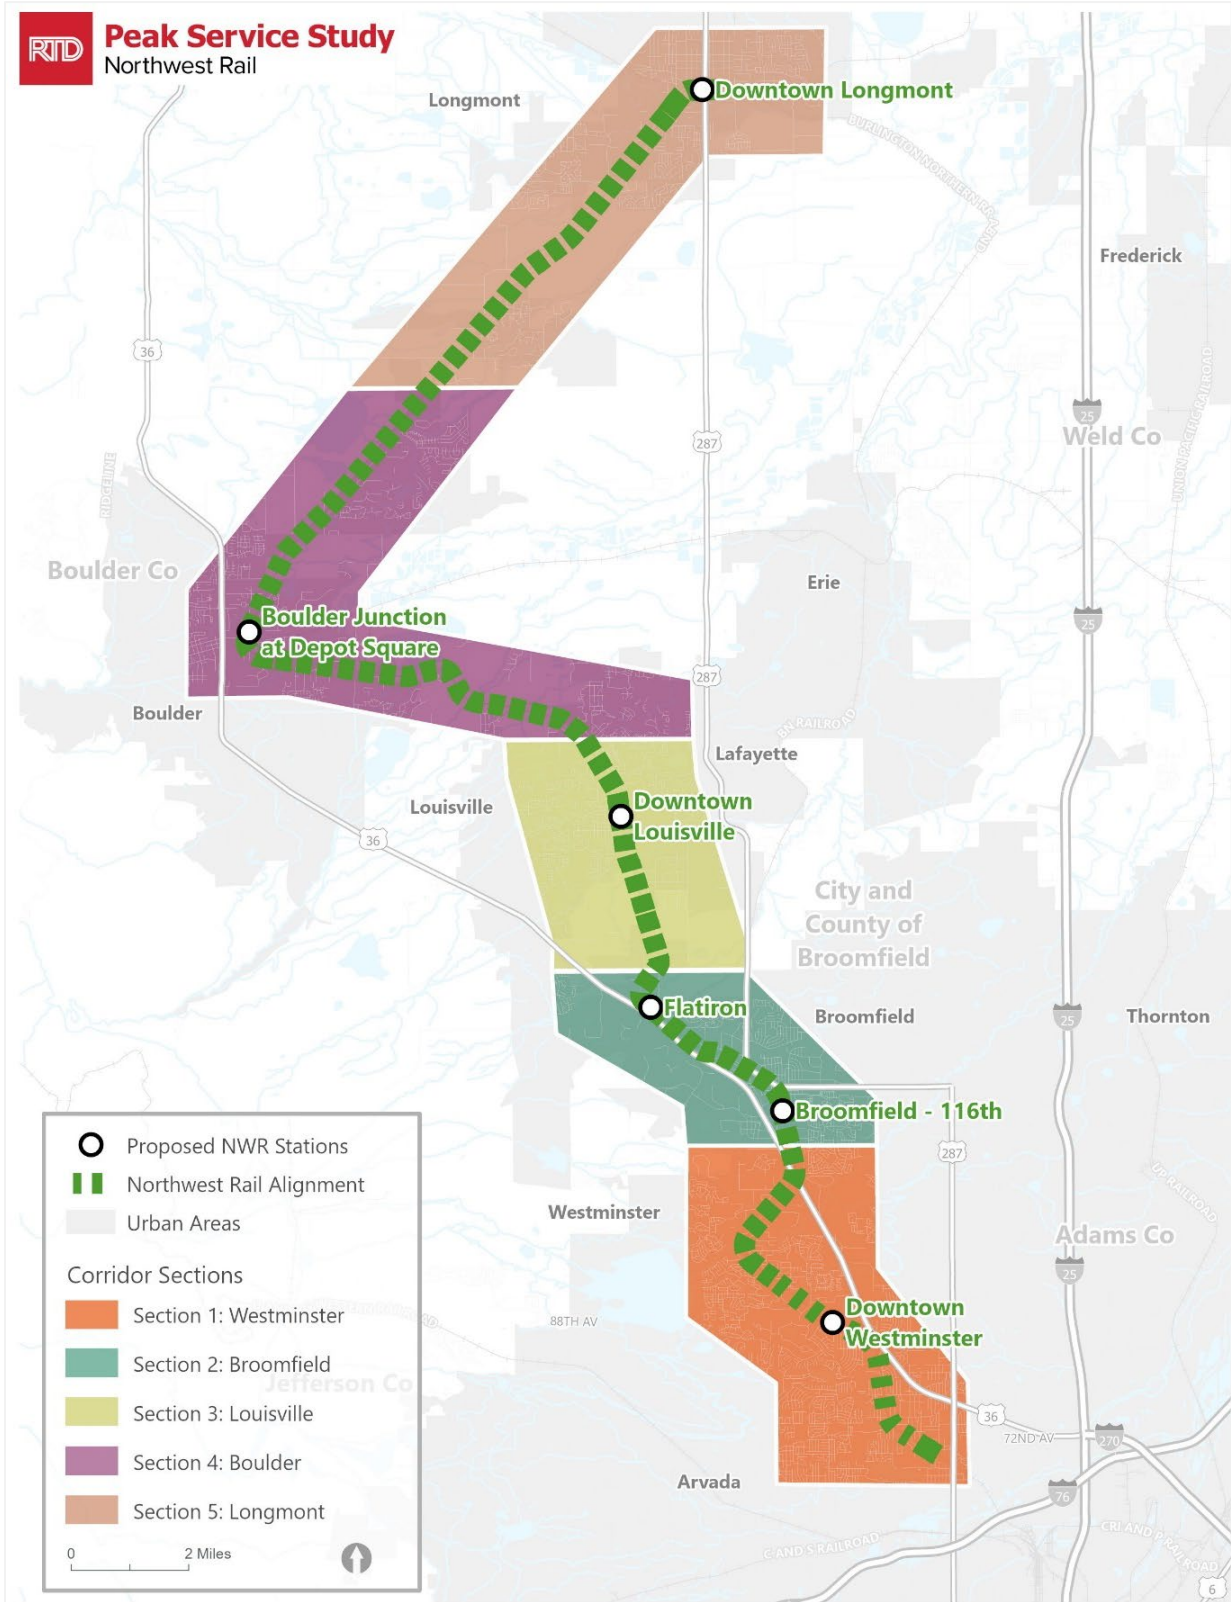 RTD
Peak Service Study
Northwest Rail
Longmont
Downtown Longmont
BURLINGTON NORTHERN RR
Frederick
36
25
Weld Co
287
UNION PACIFIC RAILROAD
RIDGELINE
Boulder Co
Erie
25
Boulder Junction
at Depot Square
287
Boulder
BN RAILROAD
Lafayette
Louisville
Downtown
Louisville
36
City and
County of
Broomfield
Flatiron
Broomfield
25
Thornton
Broomfield - 116th
287
UP RAILROAD
Westminster
Adams Co
25
Downtown
Westminster
88TH AV
Jefferson Co
36
72ND AV
270
Arvada
76
C AND S RAILROAD
CRI AND P RAILROAD
6
Proposed NWR Stations
Northwest Rail Alignment
Urban Areas
Corridor Sections
Section 1: Westminster
Section 2: Broomfield
Section 3: Louisville
Section 4: Boulder
Section 5: Longmont
0 2 Miles